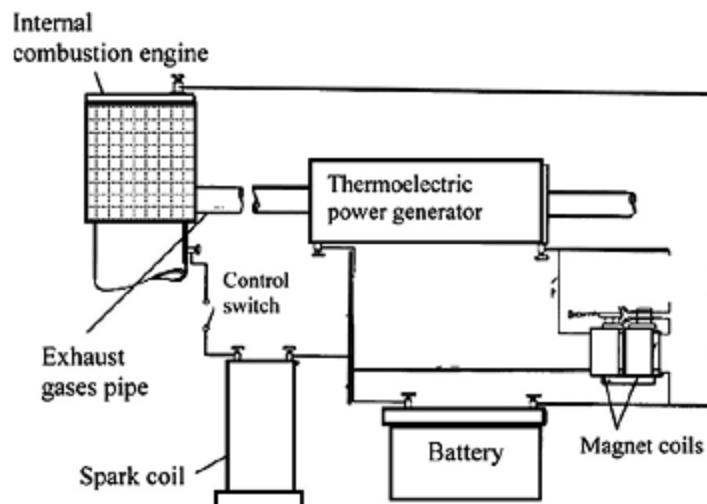 Internal
combustion engine
Thermoelectric
power generator
Control
switch
Exhaust
gases pipe
Magnet coils
Battery
Spark coil